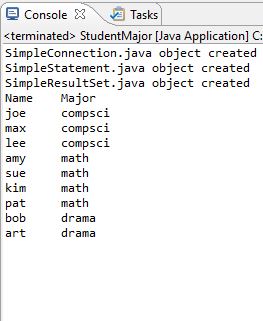 Console Tasks
<terminated> StudentMajor [Java Application] C:
SimpleConnection.java object created
SimpleStatement.java object created
SimpleResultSet.java object created
Name Major
joe compsci
max compsci
lee compsci
amy math
sue math
kim math
pat math
bob drama
art drama